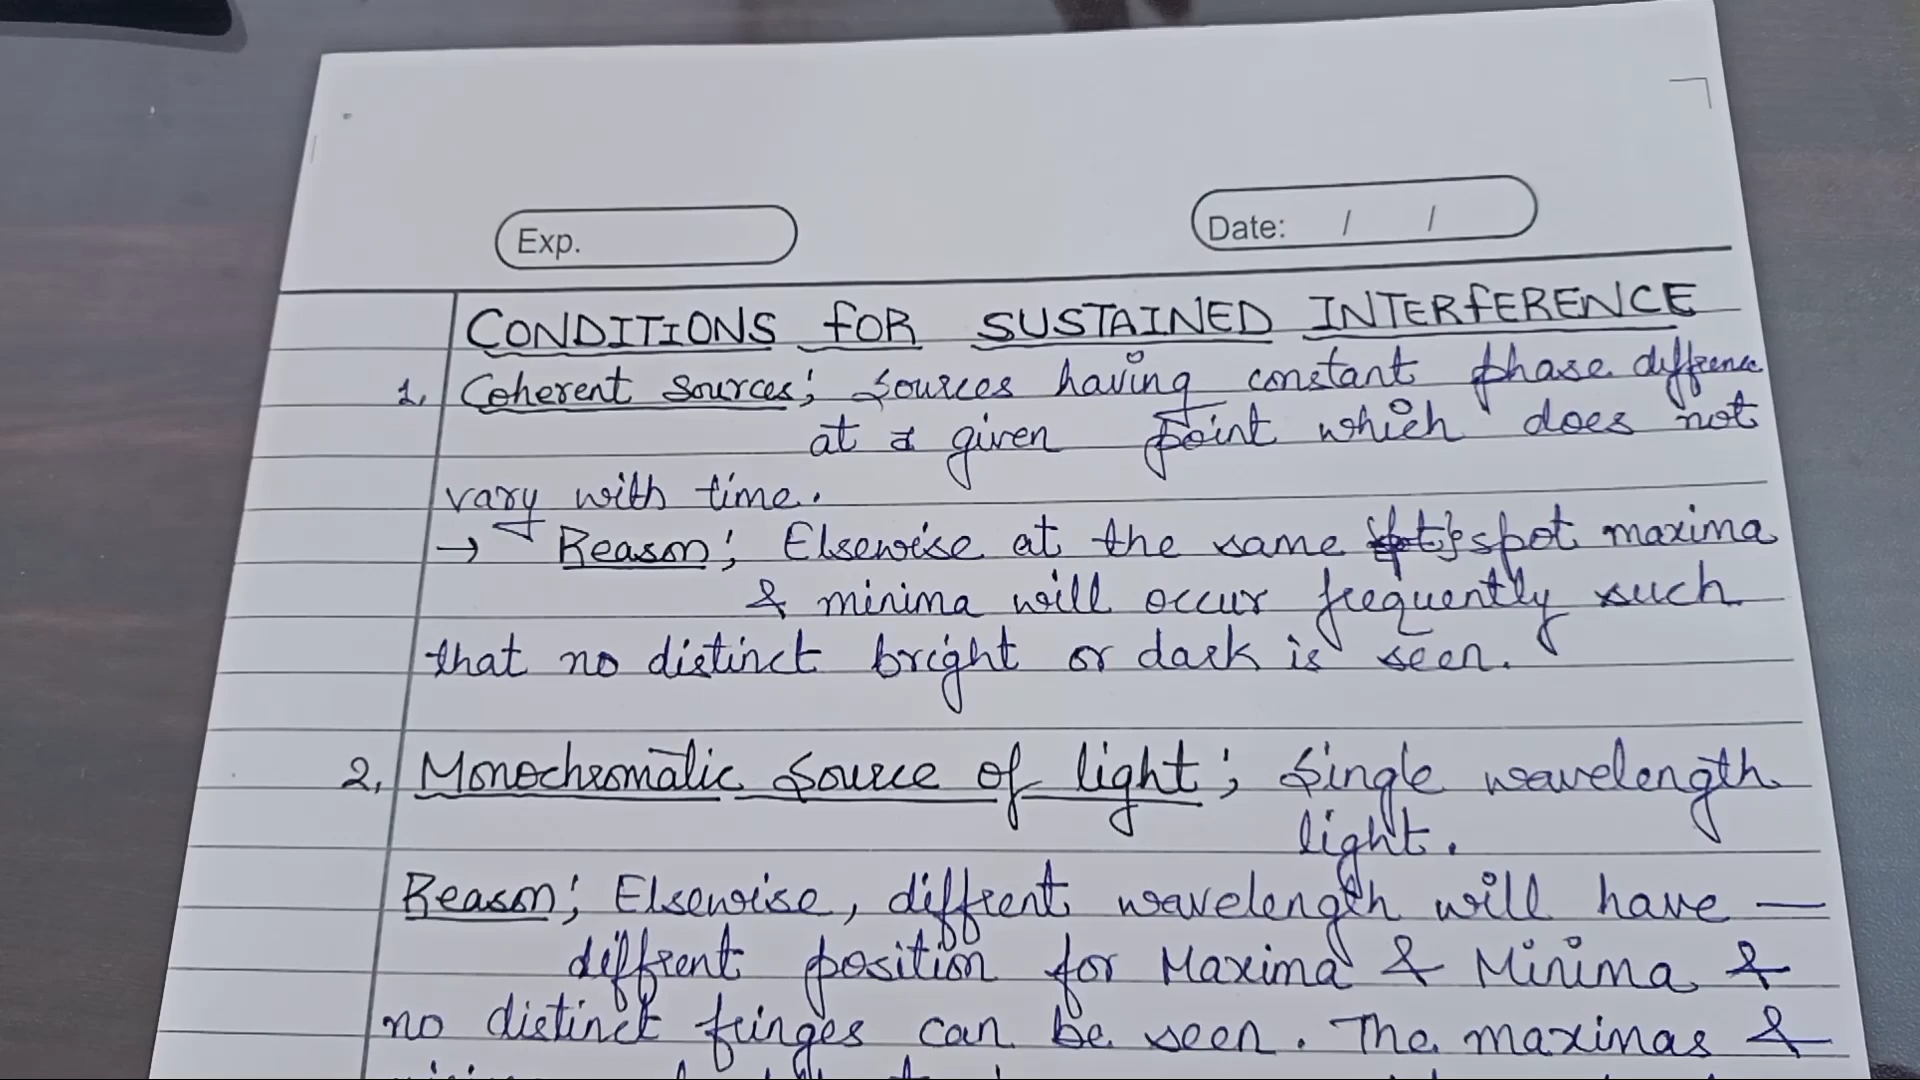 Exp.
Date: / /
CONDITIONS FOR SUSTAINED INTERFERENCE
1. Coherent Sources; Sources having constant phase diffrence
at a given point which does not
vary with time.
→ Reason; Elsewise at the same spot maxima
& minima will occur frequently such
that no distinct bright or dark is seen.
2. Monochromatic Source of light; Single wavelength
light.
Reason; Elsewise, diffrent wavelength will have —
diffrent position for Maxima & Minima &
no distinct fringes can be seen. The maximas &